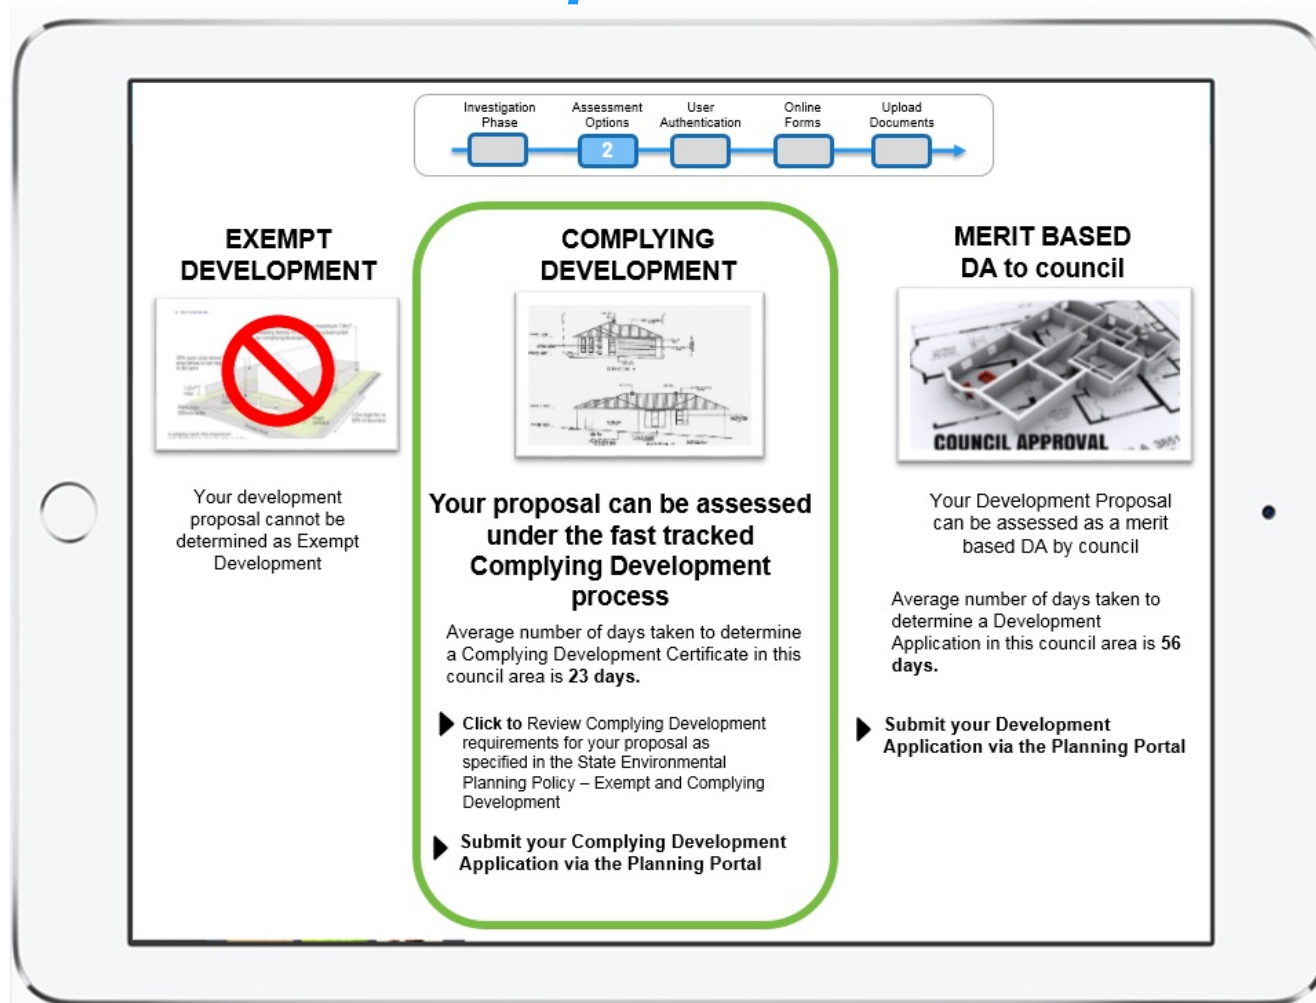 Investigation
Phase
Assessment
Options
User
Authentication
Online
Forms
Upload
Documents
2
EXEMPT
DEVELOPMENT
Your development
proposal cannot be
determined as Exempt
Development
COMPLYING
DEVELOPMENT
Your proposal can be assessed
under the fast tracked
Complying Development
process
Average number of days taken to determine
a Complying Development Certificate in this
council area is 23 days.
Click to Review Complying Development
requirements for your proposal as
specified in the State Environmental
Planning Policy – Exempt and Complying
Development
Submit your Complying Development
Application via the Planning Portal
MERIT BASED
DA to council
COUNCIL APPROVAL
Your Development Proposal
can be assessed as a merit
based DA by council
Average number of days taken to
determine a Development
Application in this council area is 56
days.
Submit your Development
Application via the Planning Portal